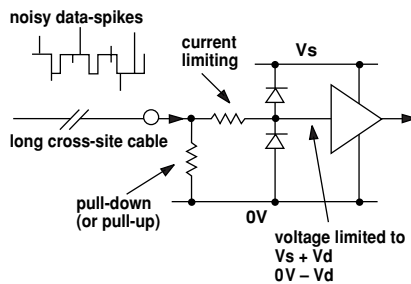 noisy data-spikes
current
limiting
Vs
long cross-site cable
pull-down
(or pull-up)
0V
voltage limited to
Vs + Vd
0V – Vd